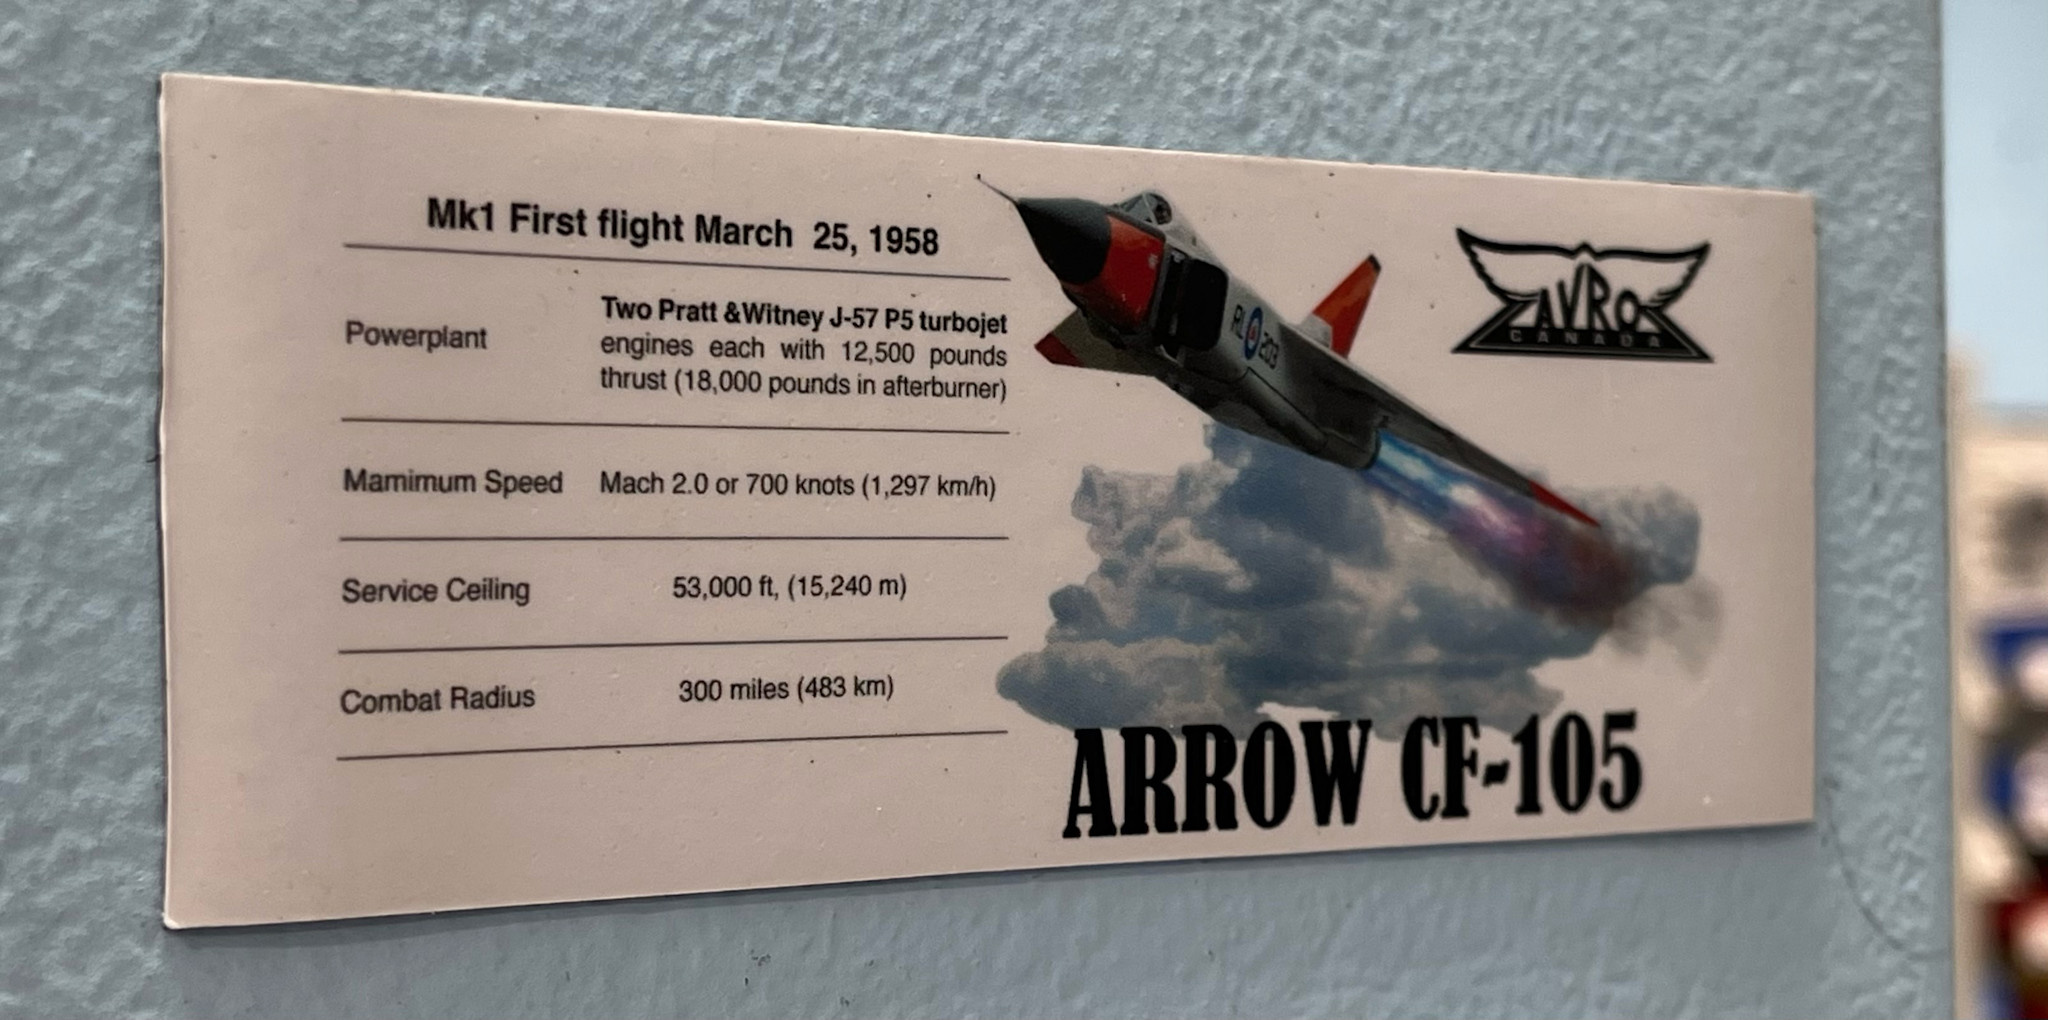 Mk1 First flight March 25, 1958
Powerplant
Two Pratt &Witney J-57 P5 turbojet
engines each with 12,500 pounds
thrust (18,000 pounds in afterburner)
Mamimum Speed Mach 2.0 or 700 knots (1,297 km/h)
Service Ceiling 53,000 ft, (15,240 m)
Combat Radius 300 miles (483 km)
RL 203
AVRO
CANADA
ARROW CF-105